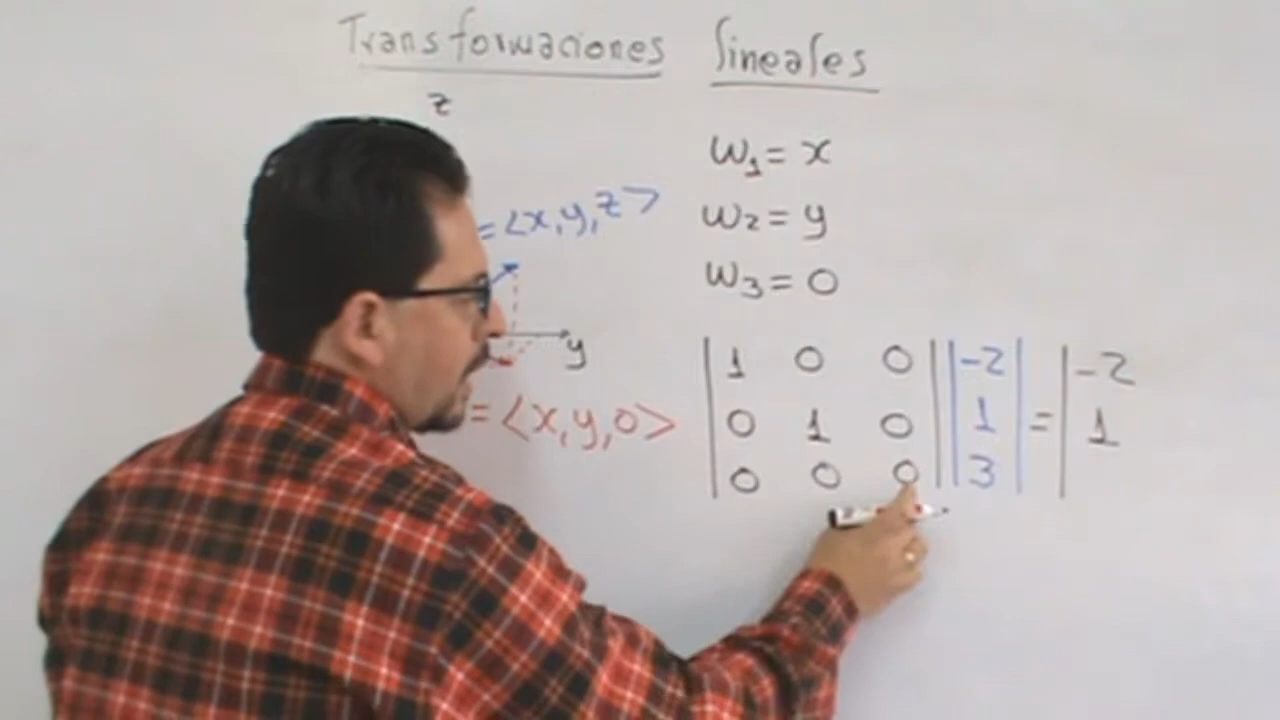 Transformaciones lineales
z
w₁ = x
= <x, y, z>
w₂ = y
w₃ = 0
y
= <x, y, 0>
| 1 0 0 | | -2 | = | -2
| 0 1 0 | | 1 | | 1
| 0 0 0 | | 3 | |